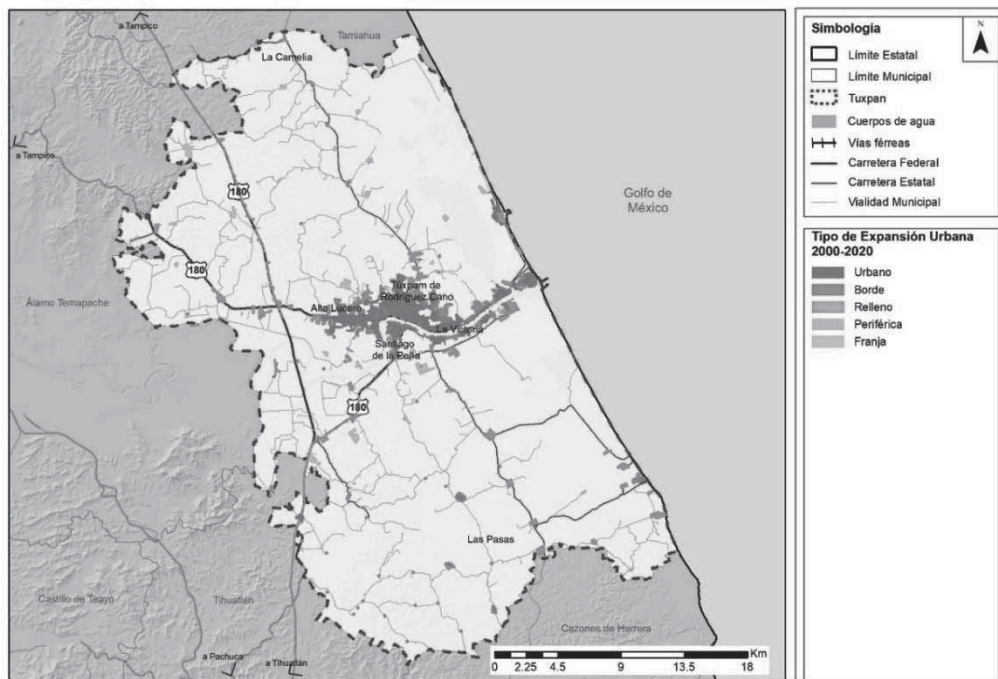 a Tampico
Tamiahua
La Camelia
a Tampico
180
Golfo de
México
180
Álamo Temapache
Tuxpam de
Rodríguez Cano
Alto Lucero
La Victoria
Santiago
de la Peña
180
Las Pasas
Castillo de Teayo
Tihuatlán
Cazones de Herrera
a Pachuca
a Tihuatlán
Km
0 2.25 4.5 9 13.5 18
Simbología
N
Límite Estatal
Límite Municipal
Tuxpan
Cuerpos de agua
Vías férreas
Carretera Federal
Carretera Estatal
Vialidad Municipal
Tipo de Expansión Urbana
2000-2020
Urbano
Borde
Relleno
Periférica
Franja